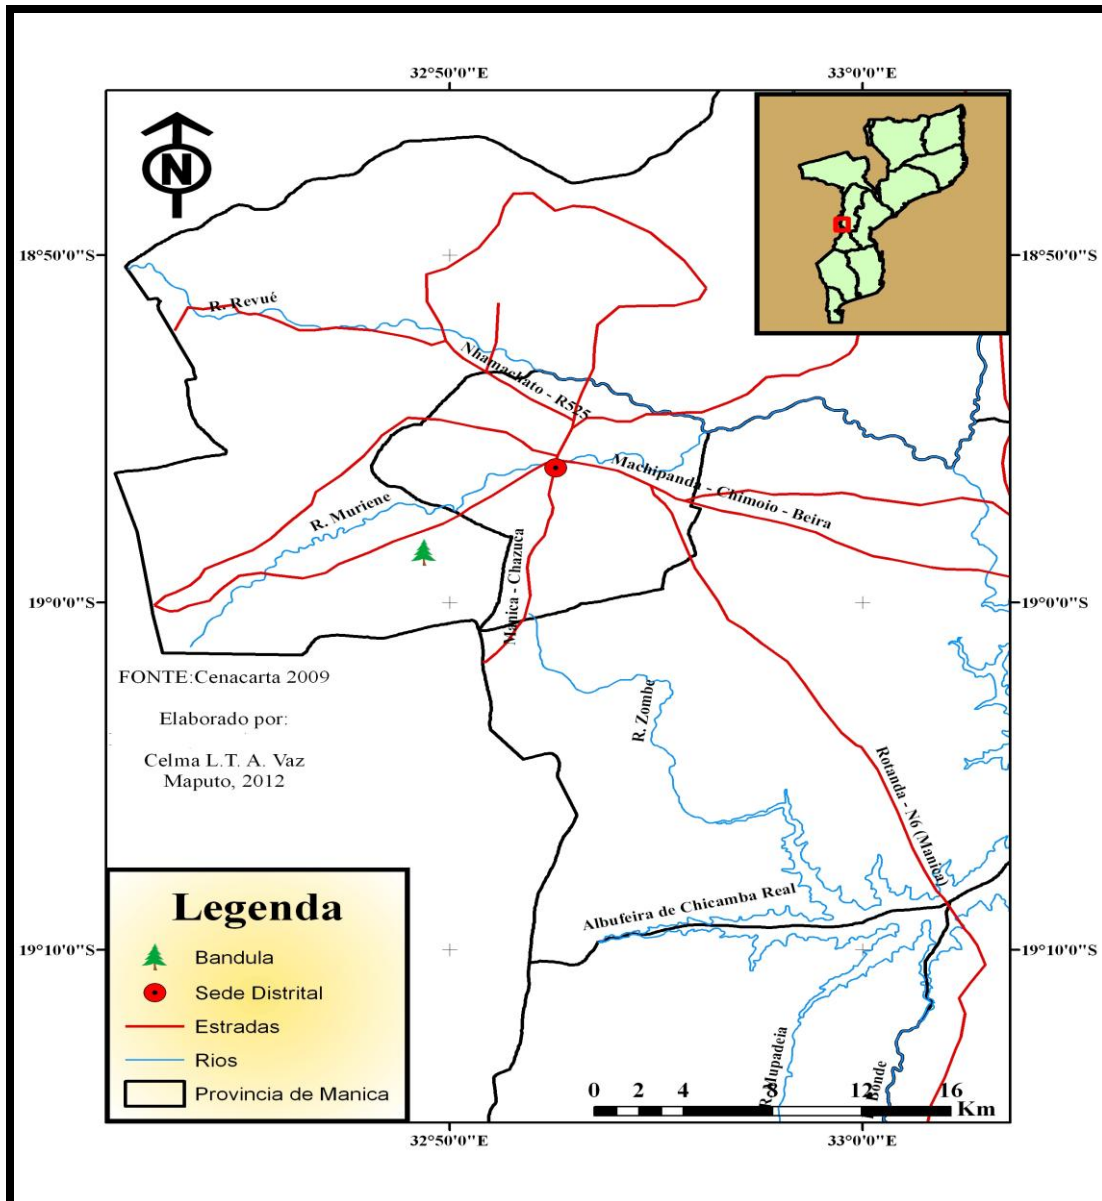 32°50'0"E
33°0'0"E
N
18°50'0"S
18°50'0"S
R. Revué
Nhamachato - R525
Machipanda - Chimoio - Beira
R. Muriene
Manica - Chazuca
19°0'0"S
19°0'0"S
FONTE:Cenacarta 2009
Elaborado por:
Celma L.T. A. Vaz
Maputo, 2012
R. Zombe
Rotanda - N6 (Manica)
Albufeira de Chicamba Real
Legenda
Bandula
Sede Distrital
Estradas
Rios
Provincia de Manica
19°10'0"S
19°10'0"S
Bonde
0 2 4 8 12 16
Km
32°50'0"E
33°0'0"E